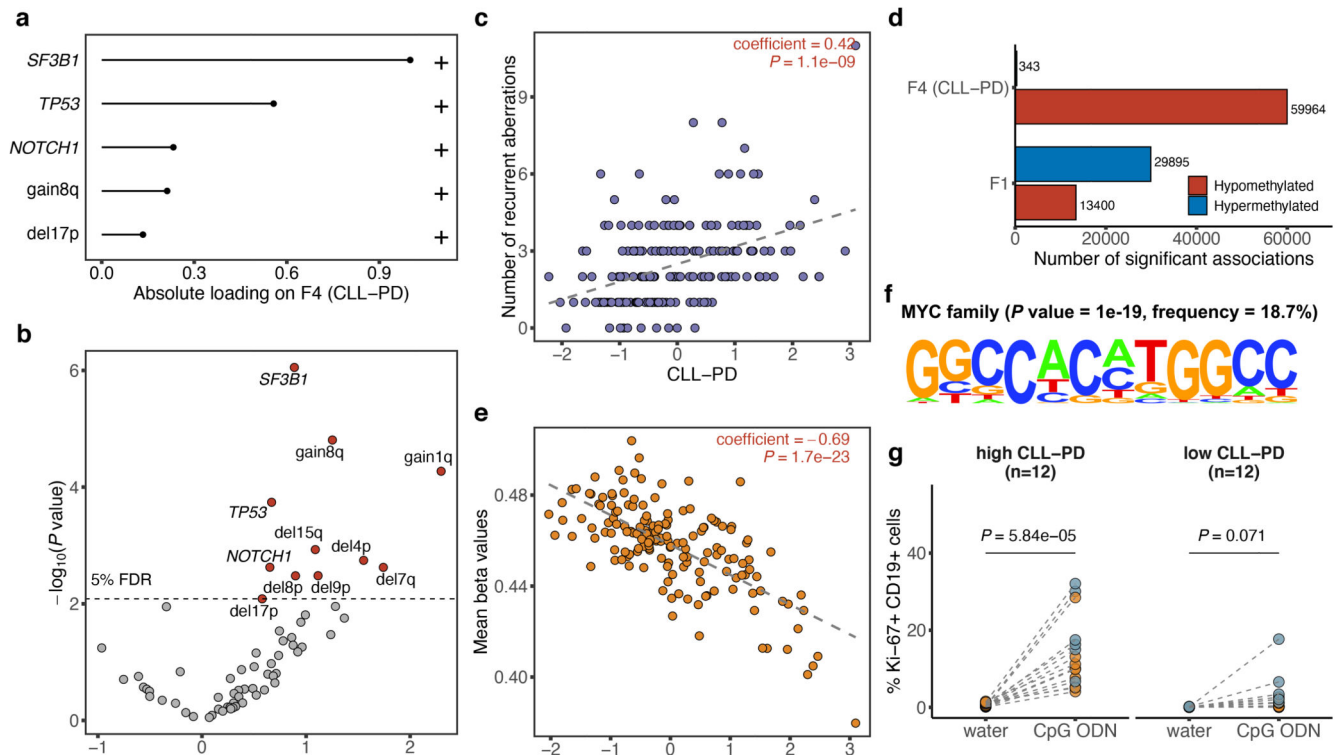 a
SF3B1
TP53
NOTCH1
gain8q
del17p
+
+
+
+
+
0.0 0.3 0.6 0.9
Absolute loading on F4 (CLL−PD)
b
−log10(P value)
6
4
2
0
SF3B1
gain8q
gain1q
TP53
del15q
del4p
NOTCH1
del7q
del8p
del9p
5% FDR
del17p
−1 0 1 2
c
coefficient = 0.42
P = 1.1e−09
Number of recurrent aberrations
9
6
3
0
−2 −1 0 1 2 3
CLL−PD
d
F4 (CLL−PD)
F1
343
59964
29895
13400
Hypomethylated
Hypermethylated
0 20000 40000 60000
Number of significant associations
e
coefficient = −0.69
P = 1.7e−23
Mean beta values
0.48
0.44
0.40
−2 −1 0 1 2 3
f
MYC family (P value = 1e-19, frequency = 18.7%)
GGCCACATGGCC
g
high CLL−PD
(n=12)
low CLL−PD
(n=12)
% Ki−67+ CD19+ cells
P = 5.84e−05
P = 0.071
40
20
0
water CpG ODN
water CpG ODN